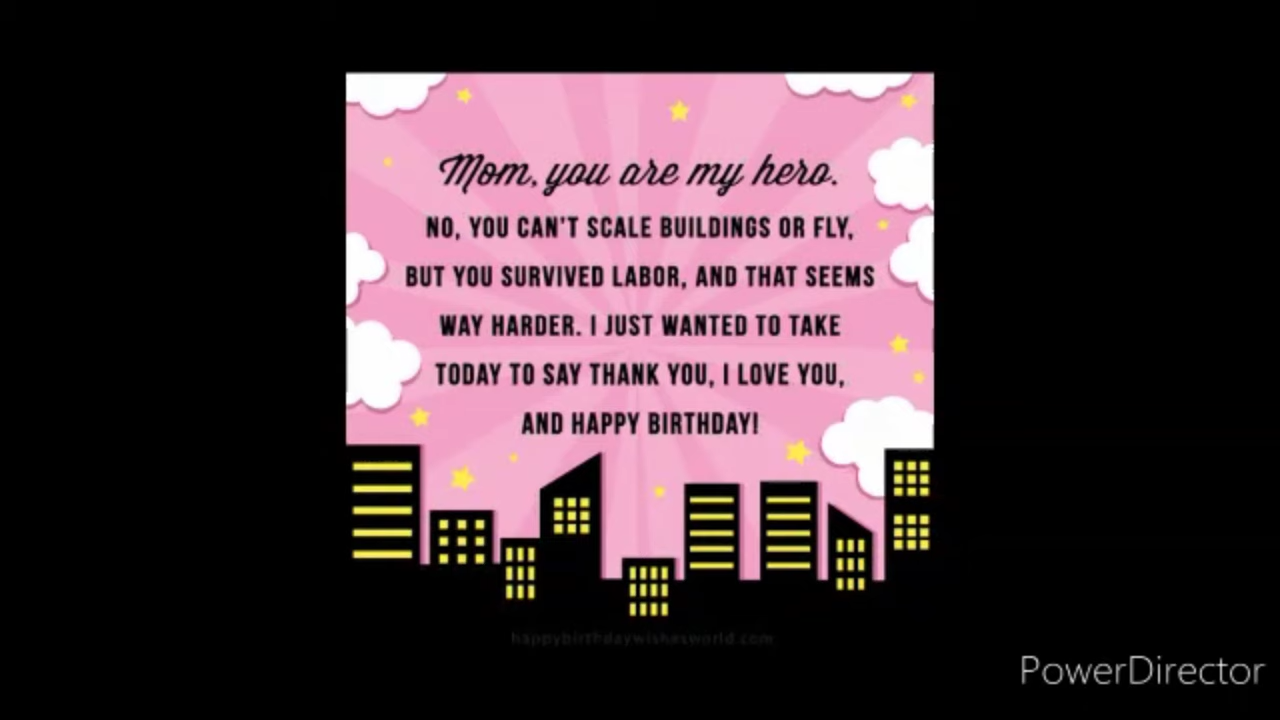 Mom, you are my hero.
NO, YOU CAN'T SCALE BUILDINGS OR FLY,
BUT YOU SURVIVED LABOR, AND THAT SEEMS
WAY HARDER. I JUST WANTED TO TAKE
TODAY TO SAY THANK YOU, I LOVE YOU,
AND HAPPY BIRTHDAY!
happybirthdaywishesworld.com
PowerDirector